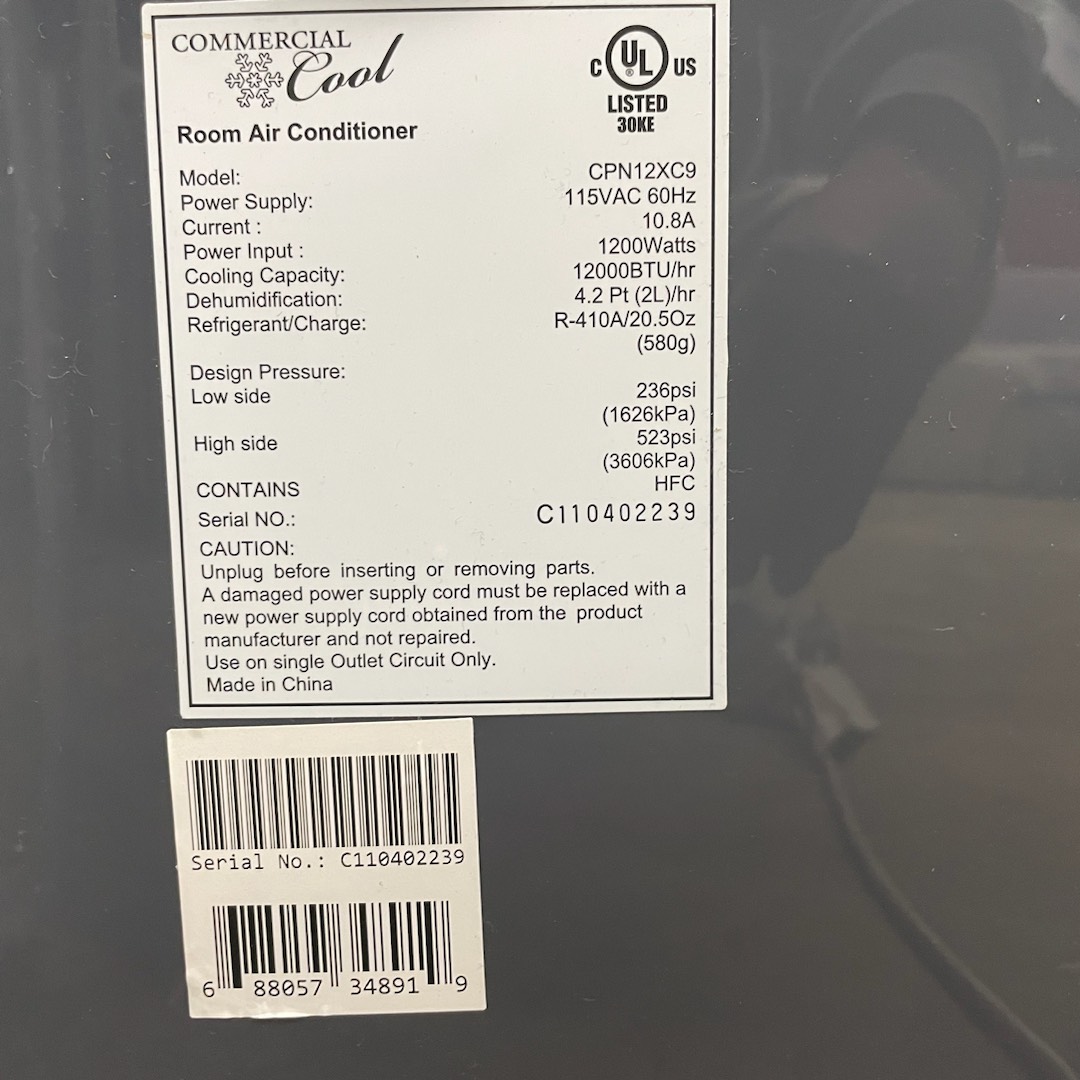 COMMERCIAL
Cool
C UL ® US
LISTED
30KE
Room Air Conditioner
Model: CPN12XC9
Power Supply: 115VAC 60Hz
Current : 10.8A
Power Input : 1200Watts
Cooling Capacity: 12000BTU/hr
Dehumidification: 4.2 Pt (2L)/hr
Refrigerant/Charge: R-410A/20.5Oz
(580g)
Design Pressure:
Low side 236psi
(1626kPa)
High side 523psi
(3606kPa)
CONTAINS HFC
Serial NO.: C110402239
CAUTION:
Unplug before inserting or removing parts.
A damaged power supply cord must be replaced with a
new power supply cord obtained from the product
manufacturer and not repaired.
Use on single Outlet Circuit Only.
Made in China
Serial No.: C110402239
6 88057 34891 9